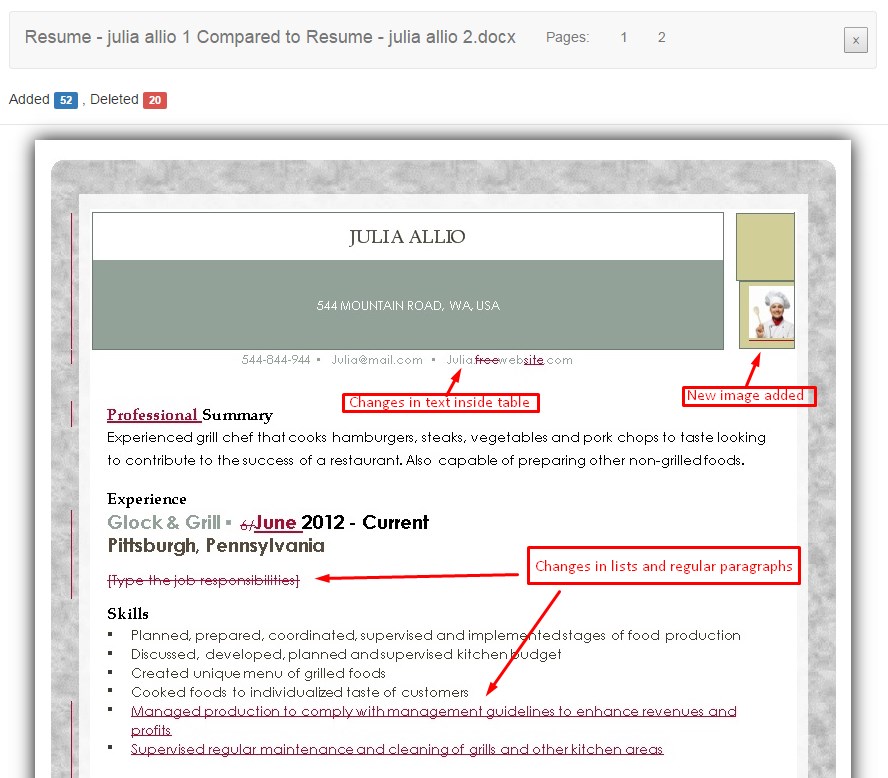 Resume - julia allio 1 Compared to Resume - julia allio 2.docx Pages: 1 2 x
Added 52 , Deleted 20
JULIA ALLIO
544 MOUNTAIN ROAD, WA, USA
544-844-944 ▪ Julia@mail.com ▪ Julia.freewebsite.com
Changes in text inside table
New image added
Professional Summary
Experienced grill chef that cooks hamburgers, steaks, vegetables and pork chops to taste looking
to contribute to the success of a restaurant. Also capable of preparing other non-grilled foods.
Experience
Glock & Grill ▪ 6/June 2012 - Current
Pittsburgh, Pennsylvania
Changes in lists and regular paragraphs
[Type the job responsibilities]
Skills
▪ Planned, prepared, coordinated, supervised and implemented stages of food production
▪ Discussed, developed, planned and supervised kitchen budget
▪ Created unique menu of grilled foods
▪ Cooked foods to individualized taste of customers
▪ Managed production to comply with management guidelines to enhance revenues and
profits
▪ Supervised regular maintenance and cleaning of grills and other kitchen areas